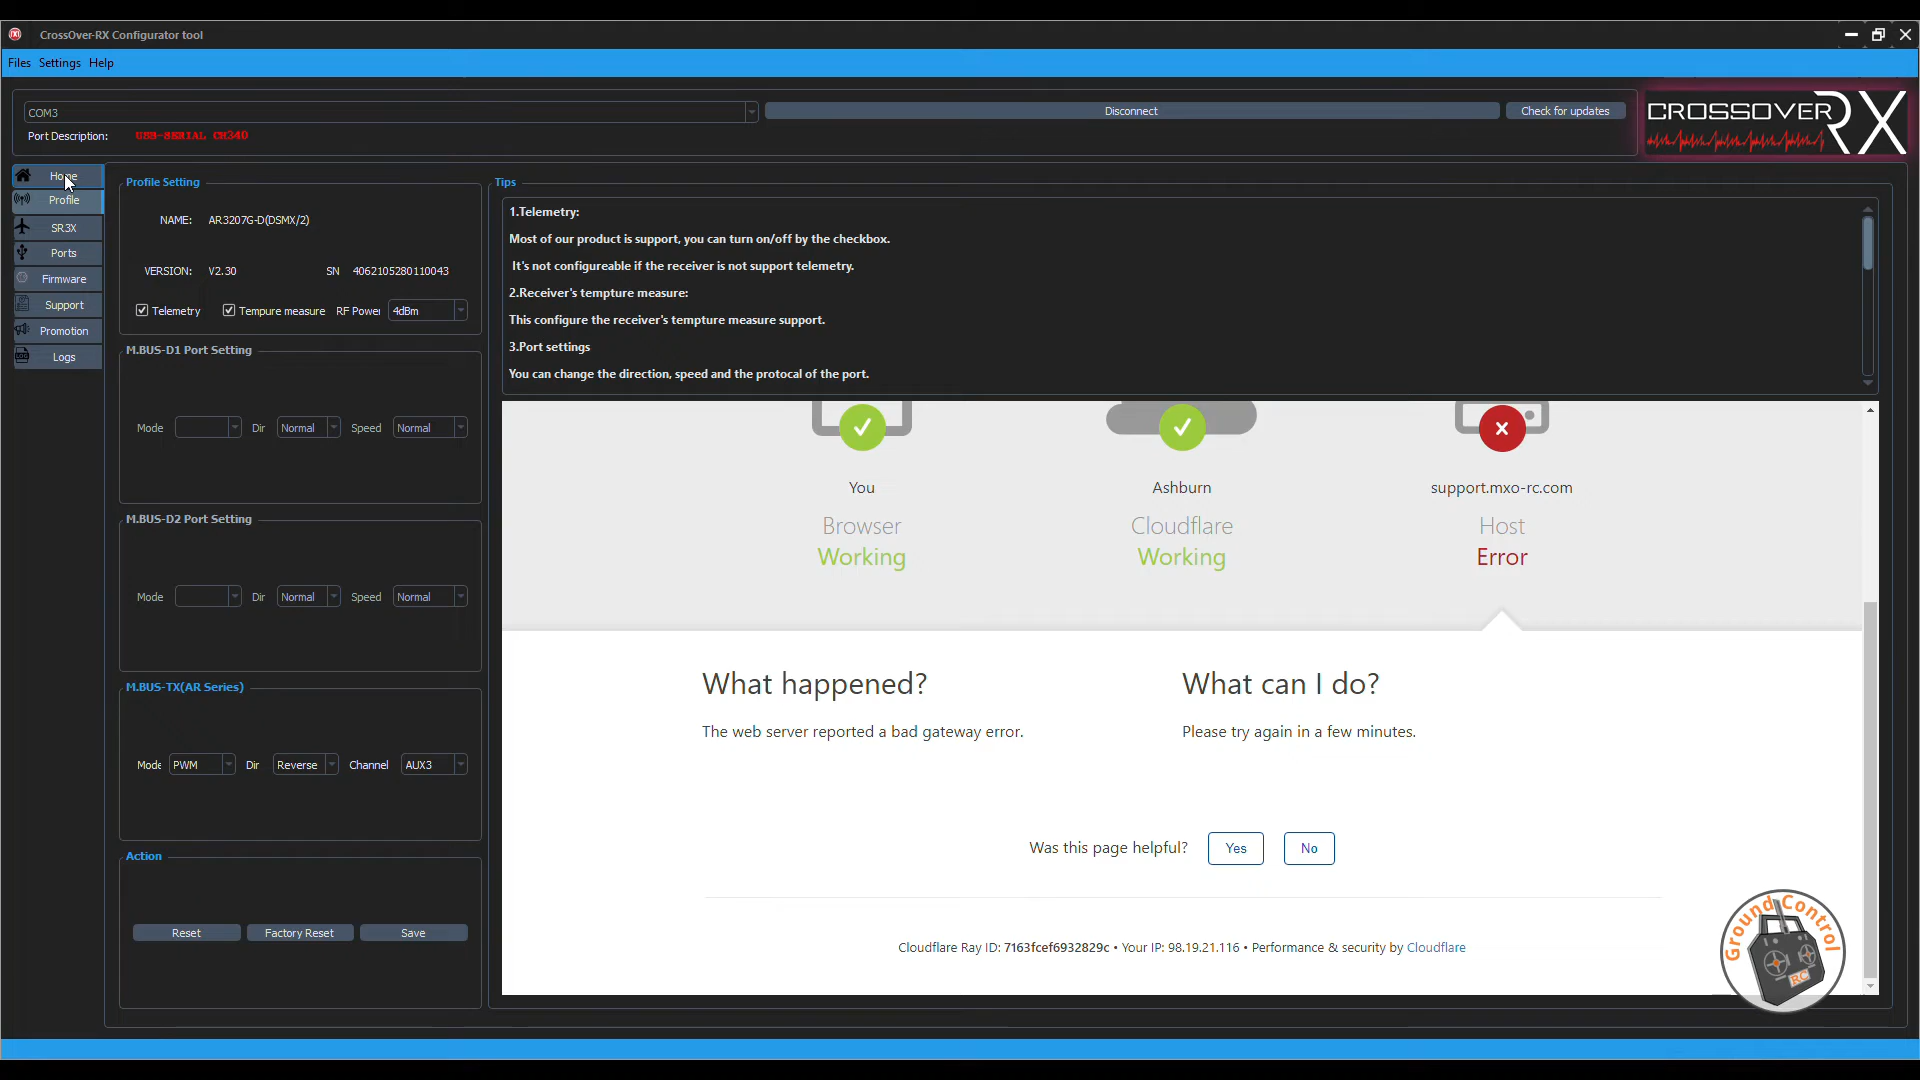 CrossOver-RX Configurator tool
Files Settings Help
COM3
Disconnect
Check for updates
CROSSOVER RX
Port Description: USB-SERIAL CH340
Home
Profile
SR3X
Ports
Firmware
Support
Promotion
Logs
Profile Setting
NAME: AR3207G-D(DSMX/2)
VERSION: V2.30 SN 4062105280110043
Telemetry Tempure measure RF Power 4dBm
M.BUS-D1 Port Setting
Mode Dir Normal Speed Normal
M.BUS-D2 Port Setting
Mode Dir Normal Speed Normal
M.BUS-TX(AR Series)
Mode PWM Dir Reverse Channel AUX3
Action
Reset Factory Reset Save
Tips
1.Telemetry:
Most of our product is support, you can turn on/off by the checkbox.
It's not configureable if the receiver is not support telemetry.
2.Receiver's tempture measure:
This configure the receiver's tempture measure support.
3.Port settings
You can change the direction, speed and the protocal of the port.
You Ashburn support.mxo-rc.com
Browser Cloudflare Host
Working Working Error
What happened?
The web server reported a bad gateway error.
What can I do?
Please try again in a few minutes.
Was this page helpful? Yes No
Cloudflare Ray ID: 7163fcef6932829c • Your IP: 98.19.21.116 • Performance & security by Cloudflare
Ground Control
RC